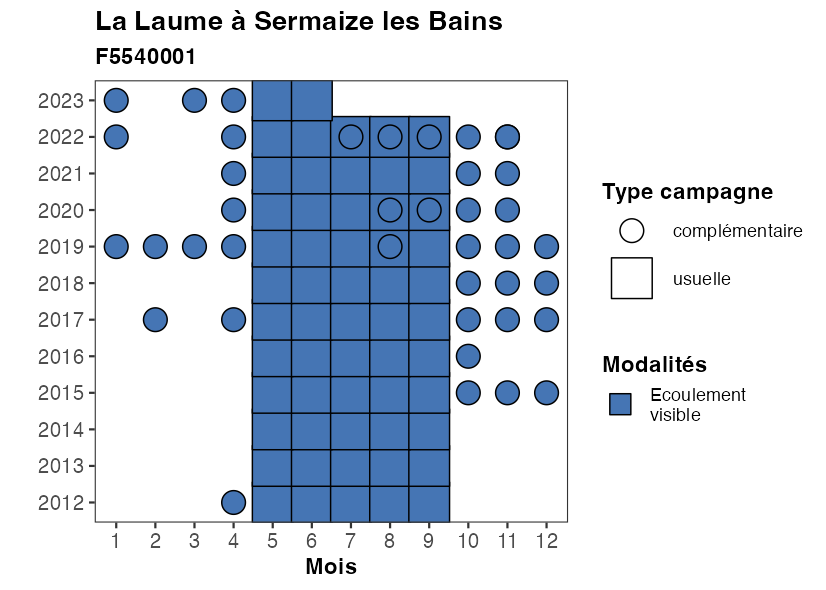 La Laume à Sermaize les Bains
F5540001
2023
2022
2021
2020
2019
2018
2017
2016
2015
2014
2013
2012
1 2 3 4 5 6 7 8 9 10 11 12
Mois
Type campagne
complémentaire
usuelle
Modalités
Ecoulement
visible